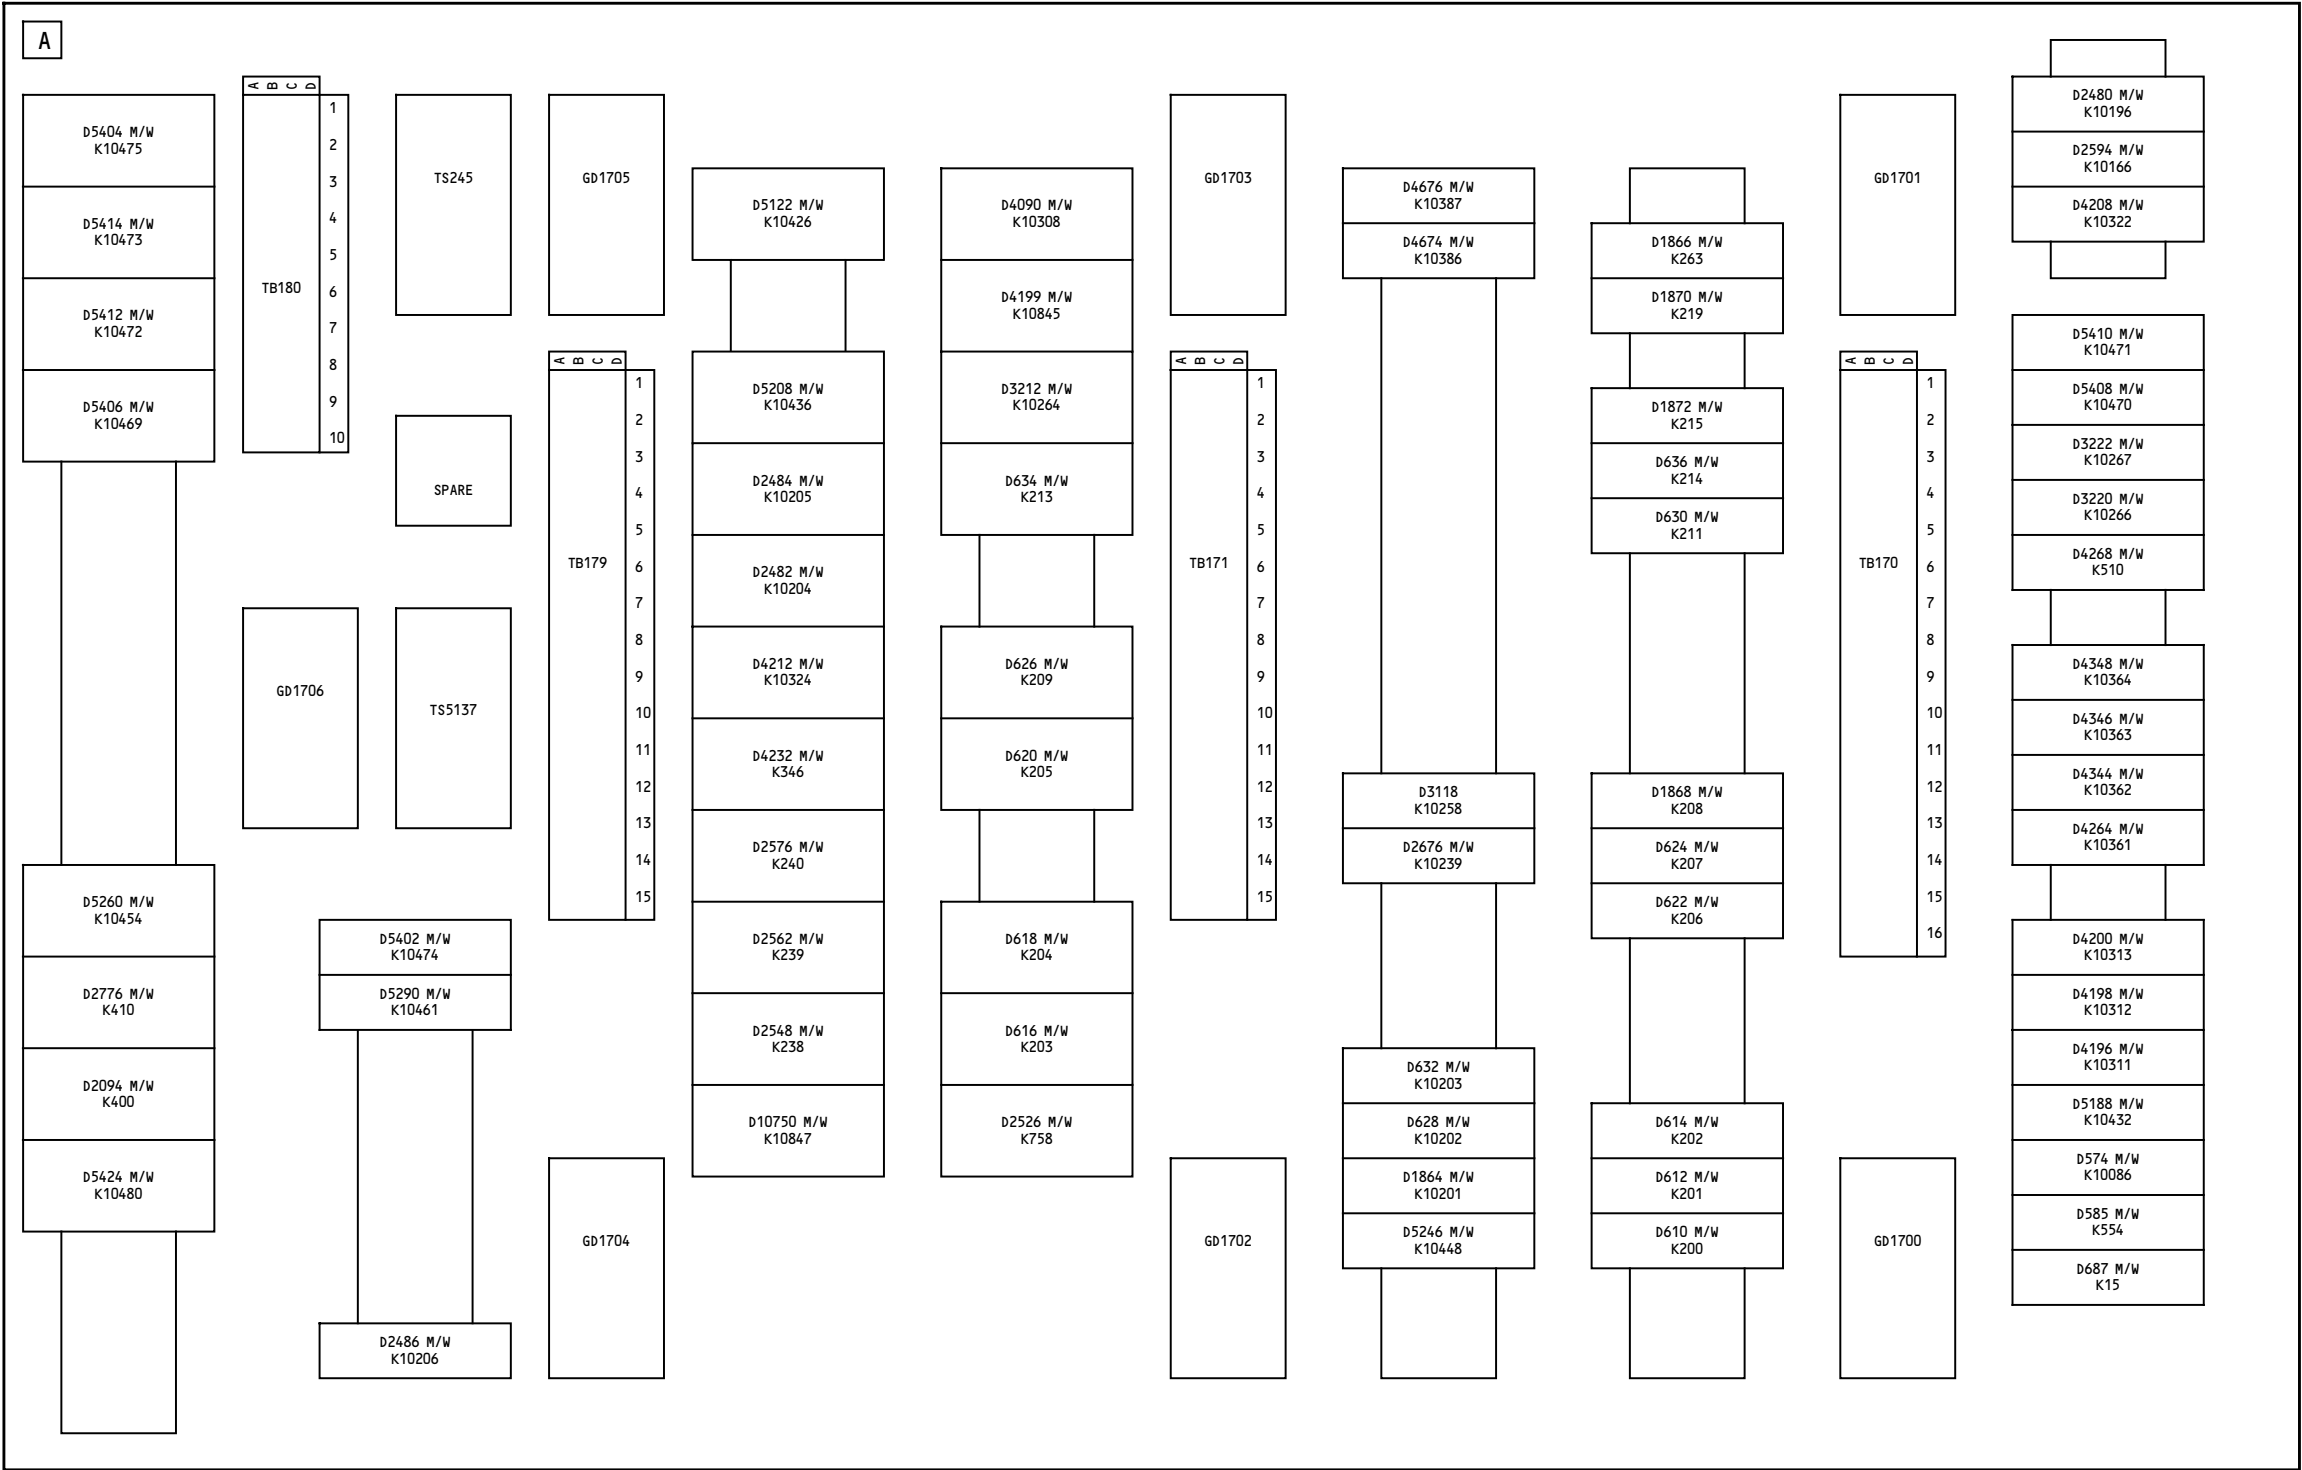 A
D5404 M/W
K10475
D5414 M/W
K10473
D5412 M/W
K10472
D5406 M/W
K10469
D5260 M/W
K10454
D2776 M/W
K410
D2094 M/W
K400
D5424 M/W
K10480
A B C D
TB180
1
2
3
4
5
6
7
8
9
10
GD1706
TS245
SPARE
TS5137
D5402 M/W
K10474
D5290 M/W
K10461
D2486 M/W
K10206
GD1705
A B C D
TB179
1
2
3
4
5
6
7
8
9
10
11
12
13
14
15
GD1704
D5122 M/W
K10426
D5208 M/W
K10436
D2484 M/W
K10205
D2482 M/W
K10204
D4212 M/W
K10324
D4232 M/W
K346
D2576 M/W
K240
D2562 M/W
K239
D2548 M/W
K238
D10750 M/W
K10847
D4090 M/W
K10308
D4199 M/W
K10845
D3212 M/W
K10264
D634 M/W
K213
D626 M/W
K209
D620 M/W
K205
D618 M/W
K204
D616 M/W
K203
D2526 M/W
K758
GD1703
A B C D
TB171
1
2
3
4
5
6
7
8
9
10
11
12
13
14
15
GD1702
D4676 M/W
K10387
D4674 M/W
K10386
D3118
K10258
D2676 M/W
K10239
D632 M/W
K10203
D628 M/W
K10202
D1864 M/W
K10201
D5246 M/W
K10448
D1866 M/W
K263
D1870 M/W
K219
D1872 M/W
K215
D636 M/W
K214
D630 M/W
K211
D1868 M/W
K208
D624 M/W
K207
D622 M/W
K206
D614 M/W
K202
D612 M/W
K201
D610 M/W
K200
GD1701
A B C D
TB170
1
2
3
4
5
6
7
8
9
10
11
12
13
14
15
16
GD1700
D2480 M/W
K10196
D2594 M/W
K10166
D4208 M/W
K10322
D5410 M/W
K10471
D5408 M/W
K10470
D3222 M/W
K10267
D3220 M/W
K10266
D4268 M/W
K510
D4348 M/W
K10364
D4346 M/W
K10363
D4344 M/W
K10362
D4264 M/W
K10361
D4200 M/W
K10313
D4198 M/W
K10312
D4196 M/W
K10311
D5188 M/W
K10432
D574 M/W
K10086
D585 M/W
K554
D687 M/W
K15